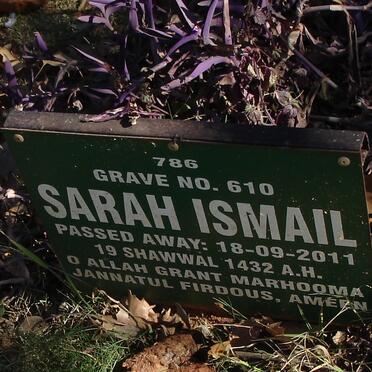 786
GRAVE NO. 610
SARAH ISMAIL
PASSED AWAY: 18-09-2011
19 SHAWWAL 1432 A.H.
O ALLAH GRANT MARHOOMA
JANNATUL FIRDOUS, AMEEN